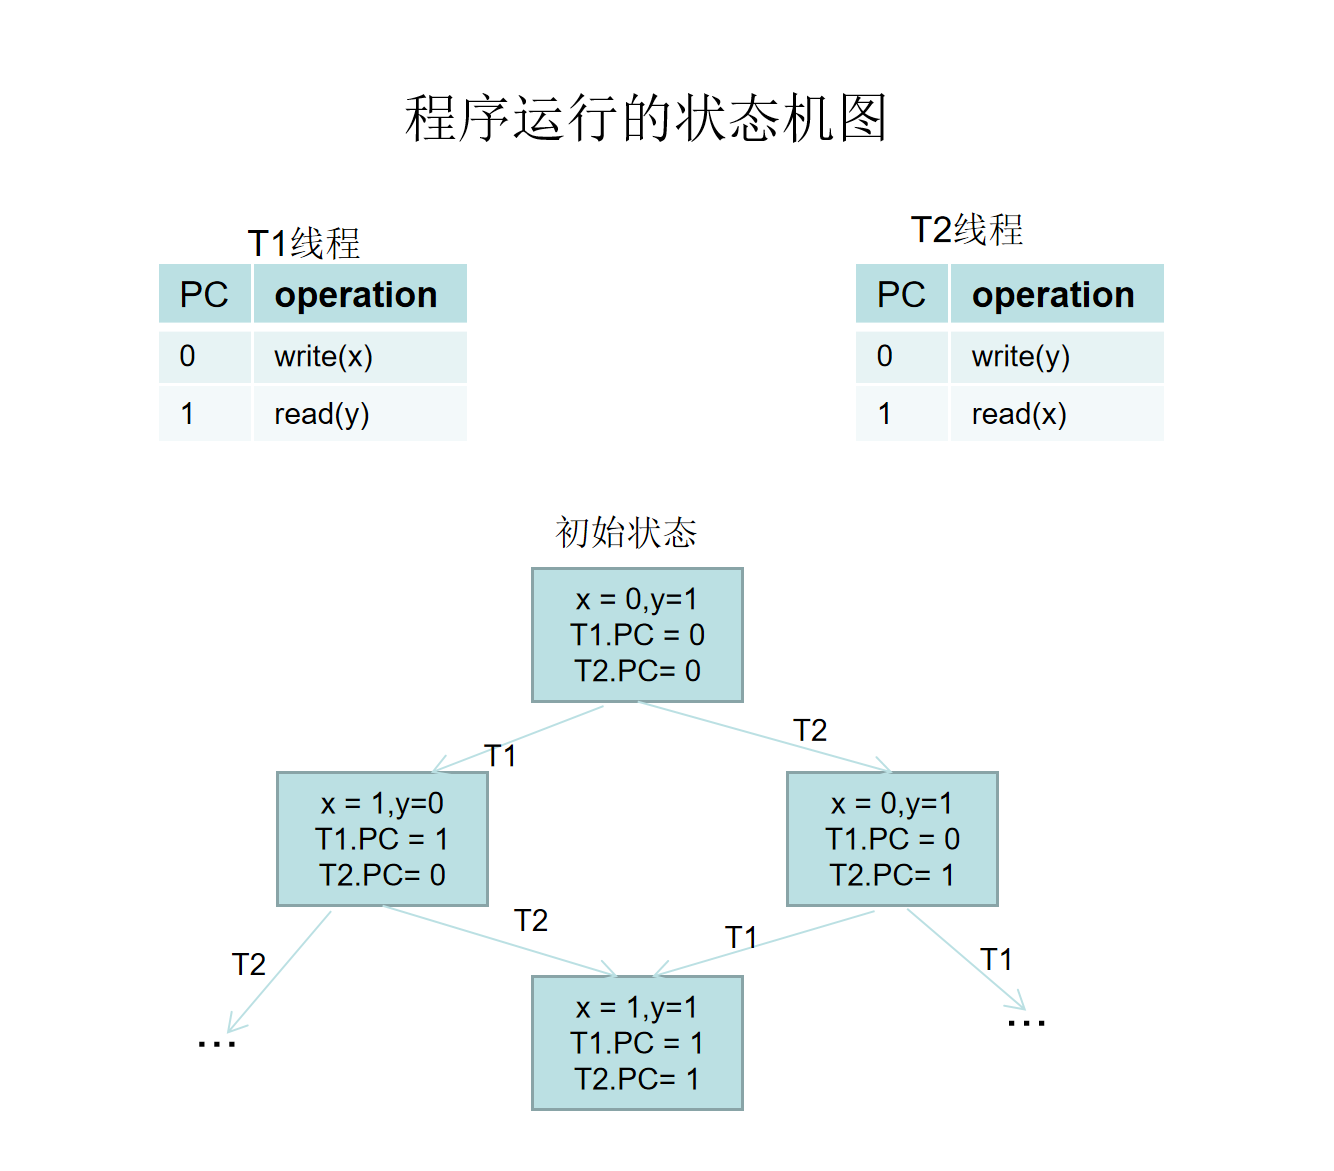 程序运行的状态机图
T1线程
PC operation
0 write(x)
1 read(y)
T2线程
PC operation
0 write(y)
1 read(x)
初始状态
x = 0,y=1
T1.PC = 0
T2.PC= 0
T1
T2
x = 1,y=0
T1.PC = 1
T2.PC= 0
x = 0,y=1
T1.PC = 0
T2.PC= 1
T2
T2
T1
T1
...
...
x = 1,y=1
T1.PC = 1
T2.PC= 1